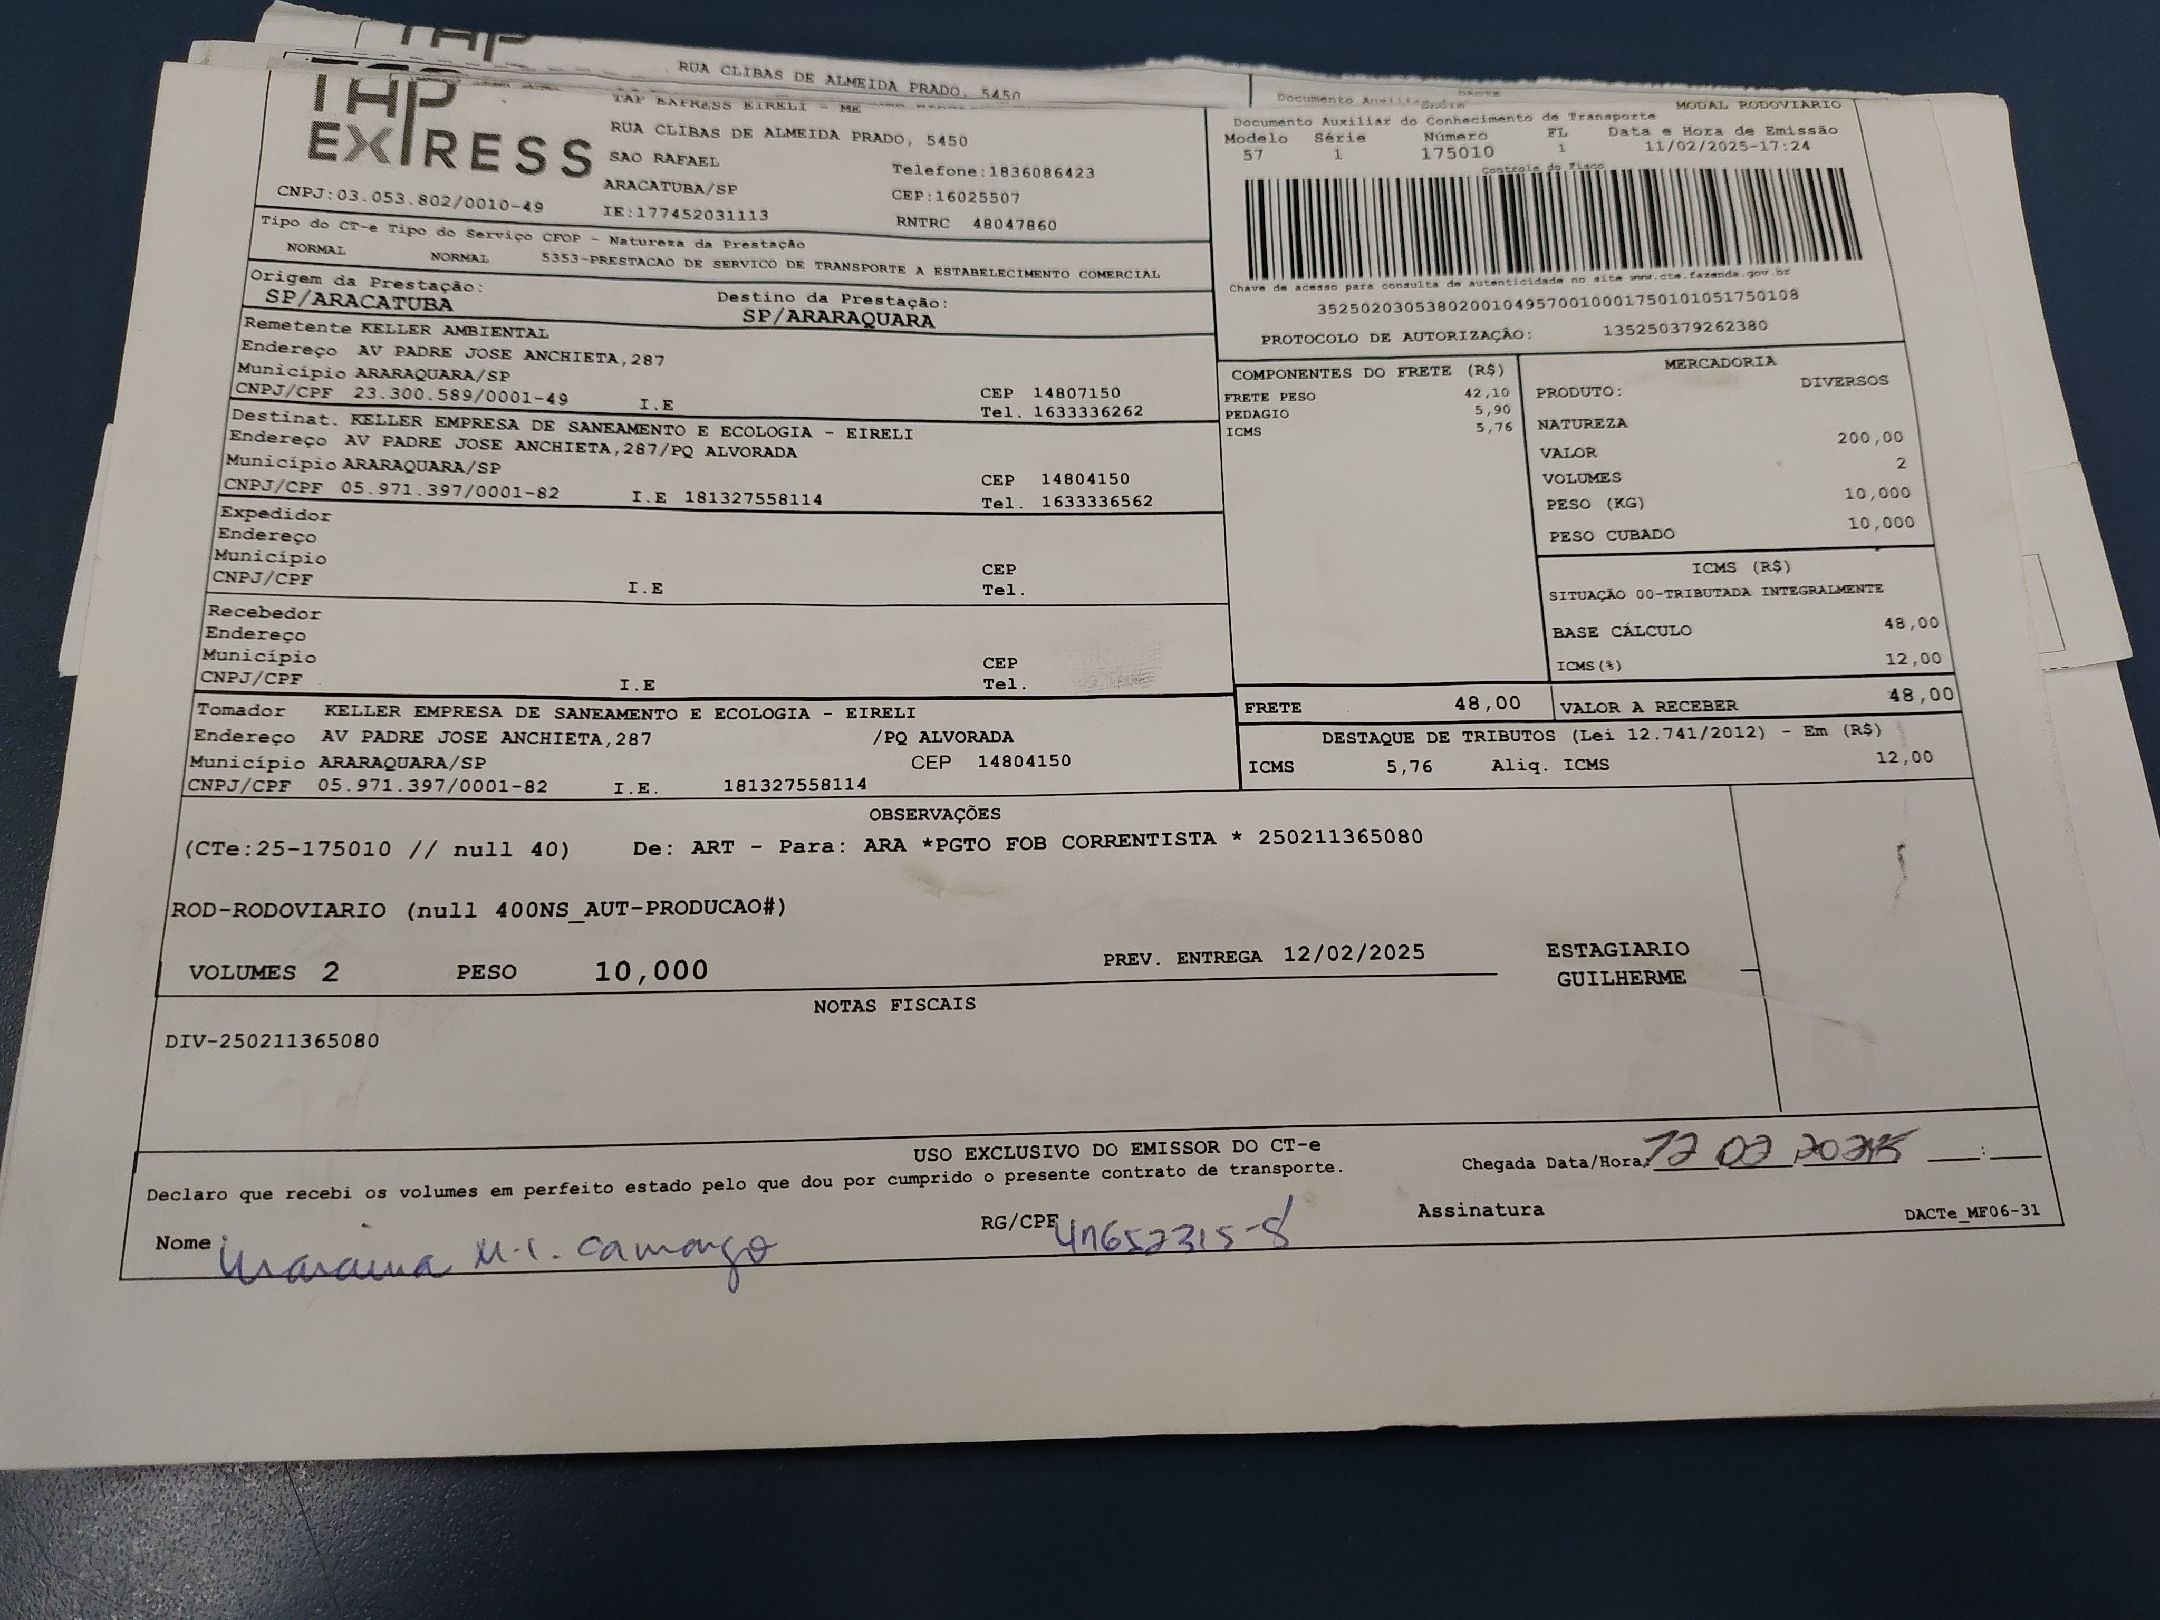 RUA CLIBAS DE ALMEIDA PRADO, 5450
TAP EXPRESS
TAP EXPRESS EIRELI - ME
RUA CLIBAS DE ALMEIDA PRADO, 5450
SAO RAFAEL
Telefone:1836086423
ARACATUBA/SP
CEP:16025507
CNPJ:03.053.802/0010-49
IE:177452031113
RNTRC 48047860
MODAL RODOVIARIO
Documento Auxiliar do Conhecimento de Transporte
Modelo Série Número FL Data e Hora de Emissão
57 1 175010 1 11/02/2025-17:24
Controle do Fisco
Chave de acesso para consulta de autenticidade no site www.cte.fazenda.gov.br
35250203053802001049570010001750101051750108
PROTOCOLO DE AUTORIZAÇÃO: 135250379262380
Tipo do CT-e Tipo do Serviço CFOP - Natureza da Prestação
NORMAL NORMAL 5353-PRESTACAO DE SERVICO DE TRANSPORTE A ESTABELECIMENTO COMERCIAL
Origem da Prestação: Destino da Prestação:
SP/ARACATUBA SP/ARARAQUARA
Remetente KELLER AMBIENTAL
Endereço AV PADRE JOSE ANCHIETA,287
Município ARARAQUARA/SP CEP 14807150
CNPJ/CPF 23.300.589/0001-49 I.E Tel. 1633336262
Destinat. KELLER EMPRESA DE SANEAMENTO E ECOLOGIA - EIRELI
Endereço AV PADRE JOSE ANCHIETA,287/PQ ALVORADA
Município ARARAQUARA/SP CEP 14804150
CNPJ/CPF 05.971.397/0001-82 I.E 181327558114 Tel. 1633336562
Expedidor
Endereço
Município CEP
CNPJ/CPF I.E Tel.
Recebedor
Endereço
Município CEP
CNPJ/CPF I.E Tel.
Tomador KELLER EMPRESA DE SANEAMENTO E ECOLOGIA - EIRELI
Endereço AV PADRE JOSE ANCHIETA,287 /PQ ALVORADA
Município ARARAQUARA/SP CEP 14804150
CNPJ/CPF 05.971.397/0001-82 I.E. 181327558114
COMPONENTES DO FRETE (R$)
FRETE PESO 42,10
PEDAGIO 5,90
ICMS 5,76
MERCADORIA
PRODUTO: DIVERSOS
NATUREZA
VALOR 200,00
VOLUMES 2
PESO (KG) 10,000
PESO CUBADO 10,000
ICMS (R$)
SITUAÇÃO 00-TRIBUTADA INTEGRALMENTE
BASE CÁLCULO 48,00
ICMS(%) 12,00
FRETE 48,00 VALOR A RECEBER 48,00
DESTAQUE DE TRIBUTOS (Lei 12.741/2012) - Em (R$)
ICMS 5,76 Aliq. ICMS 12,00
OBSERVAÇÕES
(CTe:25-175010 // null 40) De: ART - Para: ARA *PGTO FOB CORRENTISTA * 250211365080
ROD-RODOVIARIO (null 400NS_AUT-PRODUCAO#)
VOLUMES 2 PESO 10,000 PREV. ENTREGA 12/02/2025 ESTAGIARIO
GUILHERME
NOTAS FISCAIS
DIV-250211365080
USO EXCLUSIVO DO EMISSOR DO CT-e
Declaro que recebi os volumes em perfeito estado pelo que dou por cumprido o presente contrato de transporte.
Chegada Data/Hora 12 02 2025 :
Nome M.C. Camargo RG/CPF 47652315-8 Assinatura DACTe_MF06-31